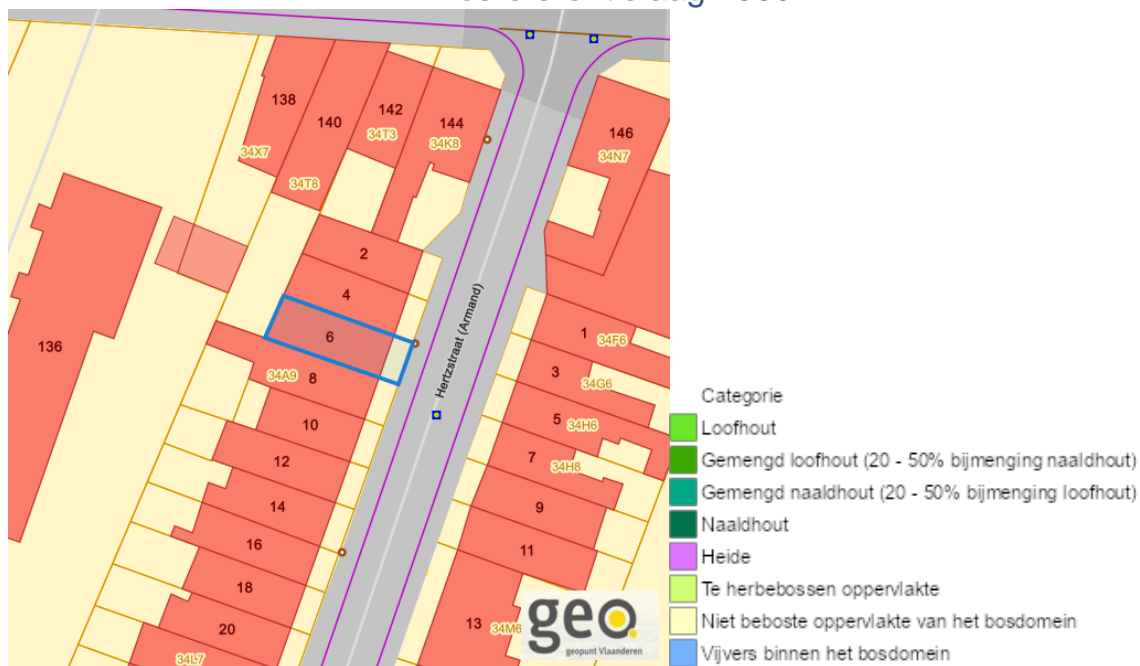 138
140
142
144
146
34X7
34T8
34T3
34K8
34N7
2
4
6
8
34A9
10
12
14
16
18
20
34L7
136
Hertzstraat (Armand)
1
34F6
3
34G6
5
34H6
7
34H8
9
11
13
34M6
geo
geopunt Vlaanderen
Categorie
Loofhout
Gemengd loofhout (20 - 50% bijmenging naaldhout)
Gemengd naaldhout (20 - 50% bijmenging loofhout)
Naaldhout
Heide
Te herbebossen oppervlakte
Niet beboste oppervlakte van het bosdomein
Vijvers binnen het bosdomein